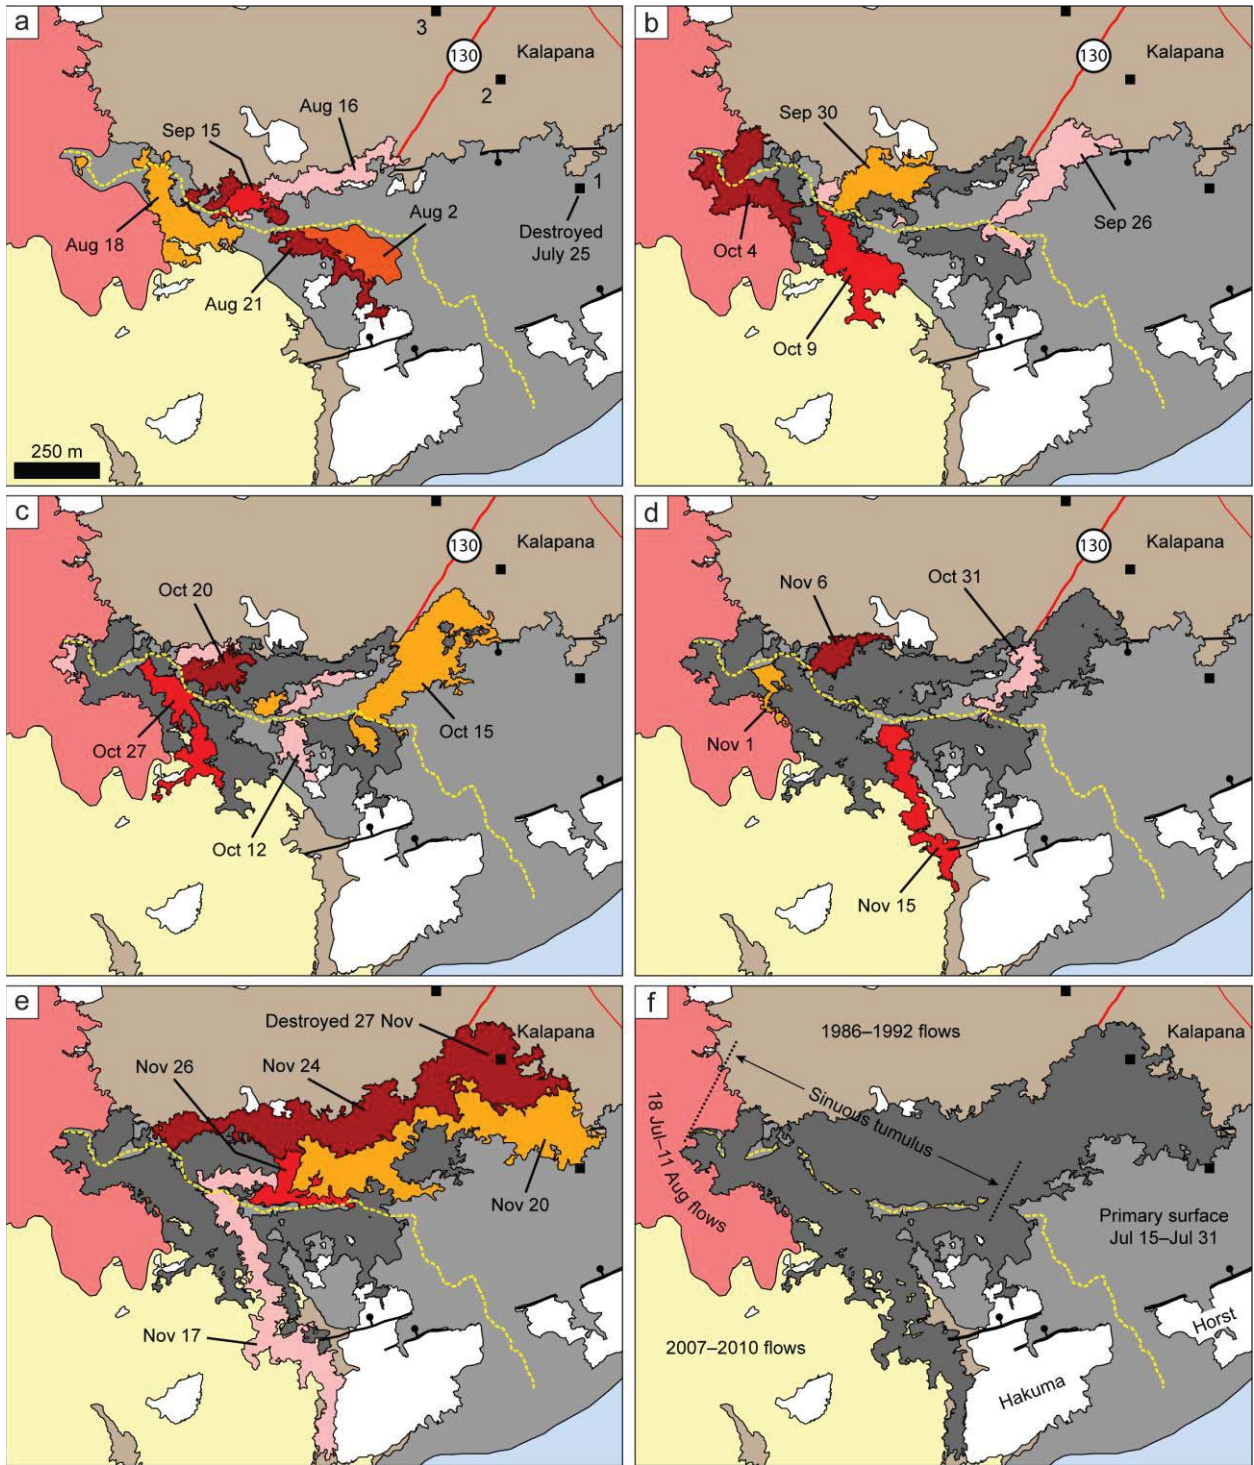 a
3
130
Kalapana
2
Aug 16
Sep 15
1
Aug 2
Destroyed
July 25
Aug 18
Aug 21
250 m
b
130
Kalapana
Sep 30
Sep 26
Oct 4
Oct 9
c
130
Kalapana
Oct 20
Oct 15
Oct 27
Oct 12
d
130
Kalapana
Nov 6
Oct 31
Nov 1
Nov 15
e
Destroyed 27 Nov
Kalapana
Nov 26
Nov 24
Nov 20
Nov 17
f
1986–1992 flows
Kalapana
Sinuous tumulus
18 Jul–11 Aug flows
Primary surface
Jul 15–Jul 31
Horst
2007–2010 flows
Hakuma